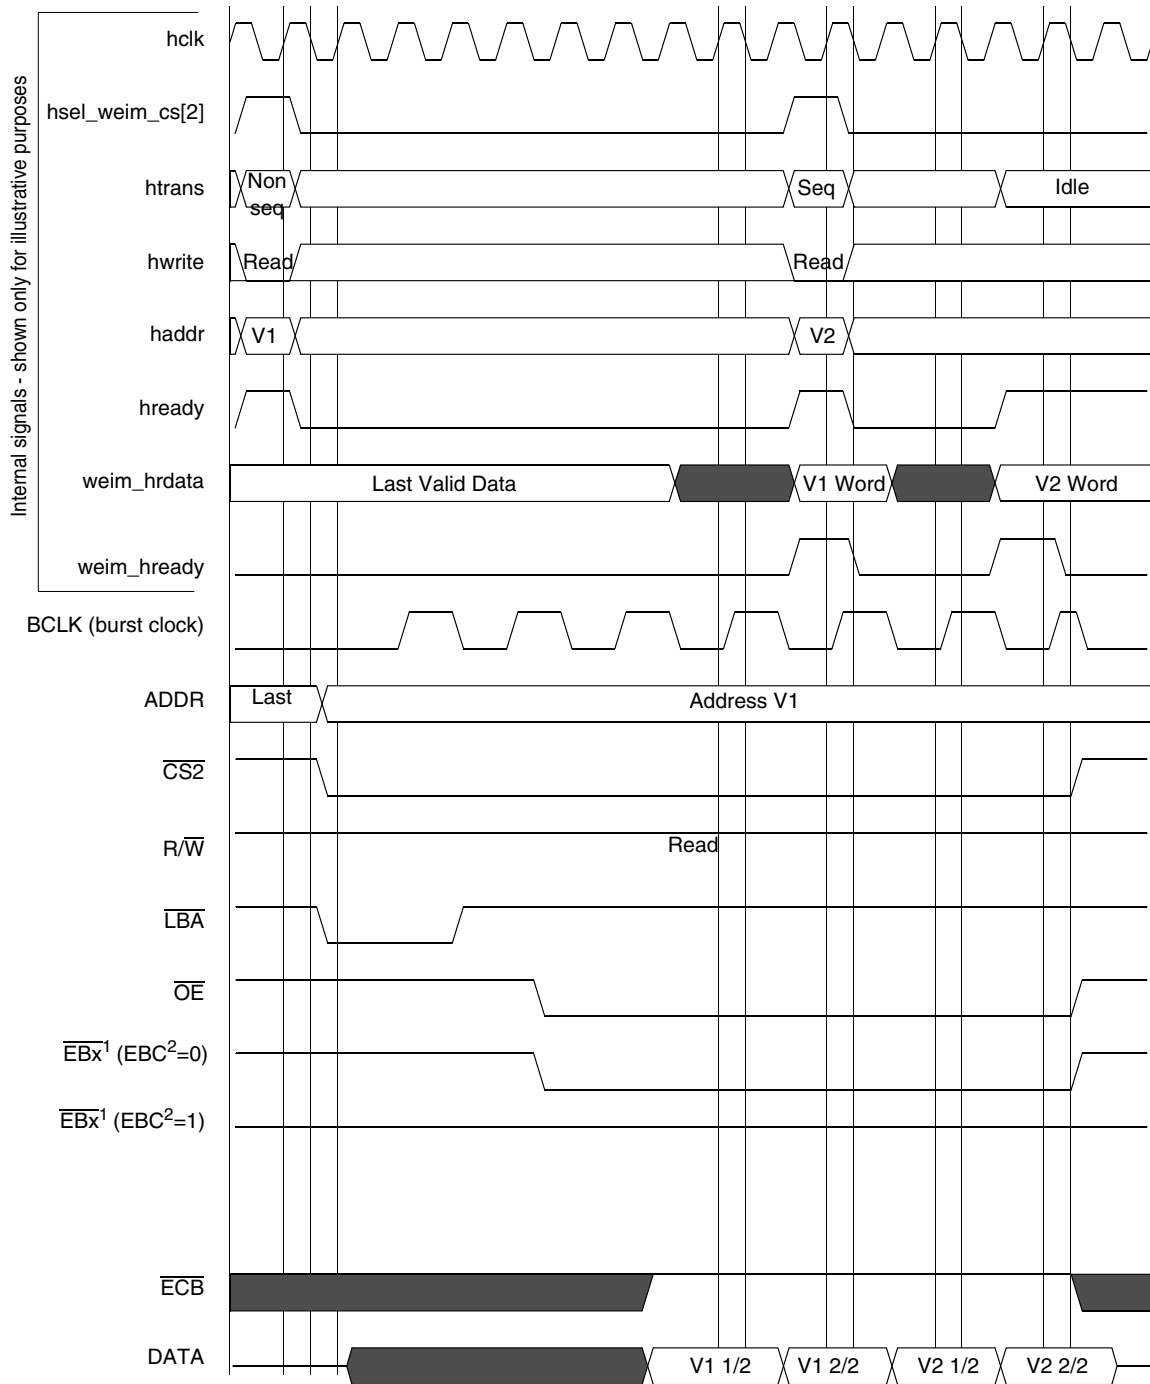 Internal signals - shown only for illustrative purposes
hclk
hsel_weim_cs[2]
htrans
Non
seq
Seq
Idle
hwrite
Read
Read
haddr
V1
V2
hready
weim_hrdata
Last Valid Data
V1 Word
V2 Word
weim_hready
BCLK (burst clock)
ADDR
Last
Address V1
CS2
R/W
Read
LBA
OE
EBx1 (EBC2=0)
EBx1 (EBC2=1)
ECB
DATA
V1 1/2
V1 2/2
V2 1/2
V2 2/2